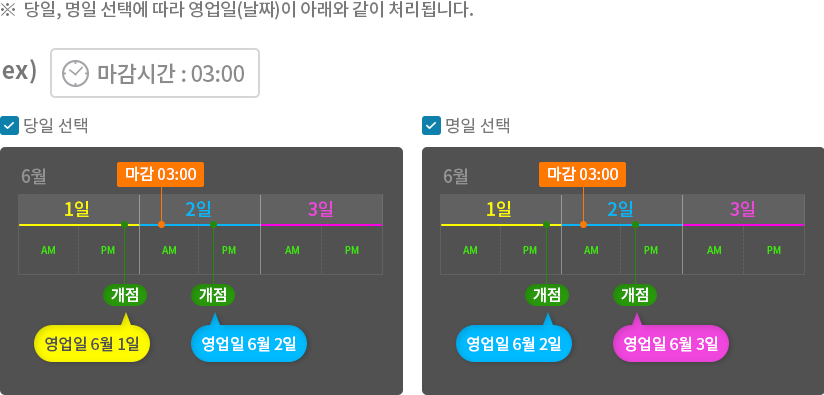 ※ 당일, 명일 선택에 따라 영업일(날짜)이 아래와 같이 처리됩니다.
ex) 마감시간 : 03:00
당일 선택
6월
마감 03:00
1일 2일 3일
AM PM AM PM AM PM
개점 개점
영업일 6월 1일 영업일 6월 2일
명일 선택
6월
마감 03:00
1일 2일 3일
AM PM AM PM AM PM
개점 개점
영업일 6월 2일 영업일 6월 3일